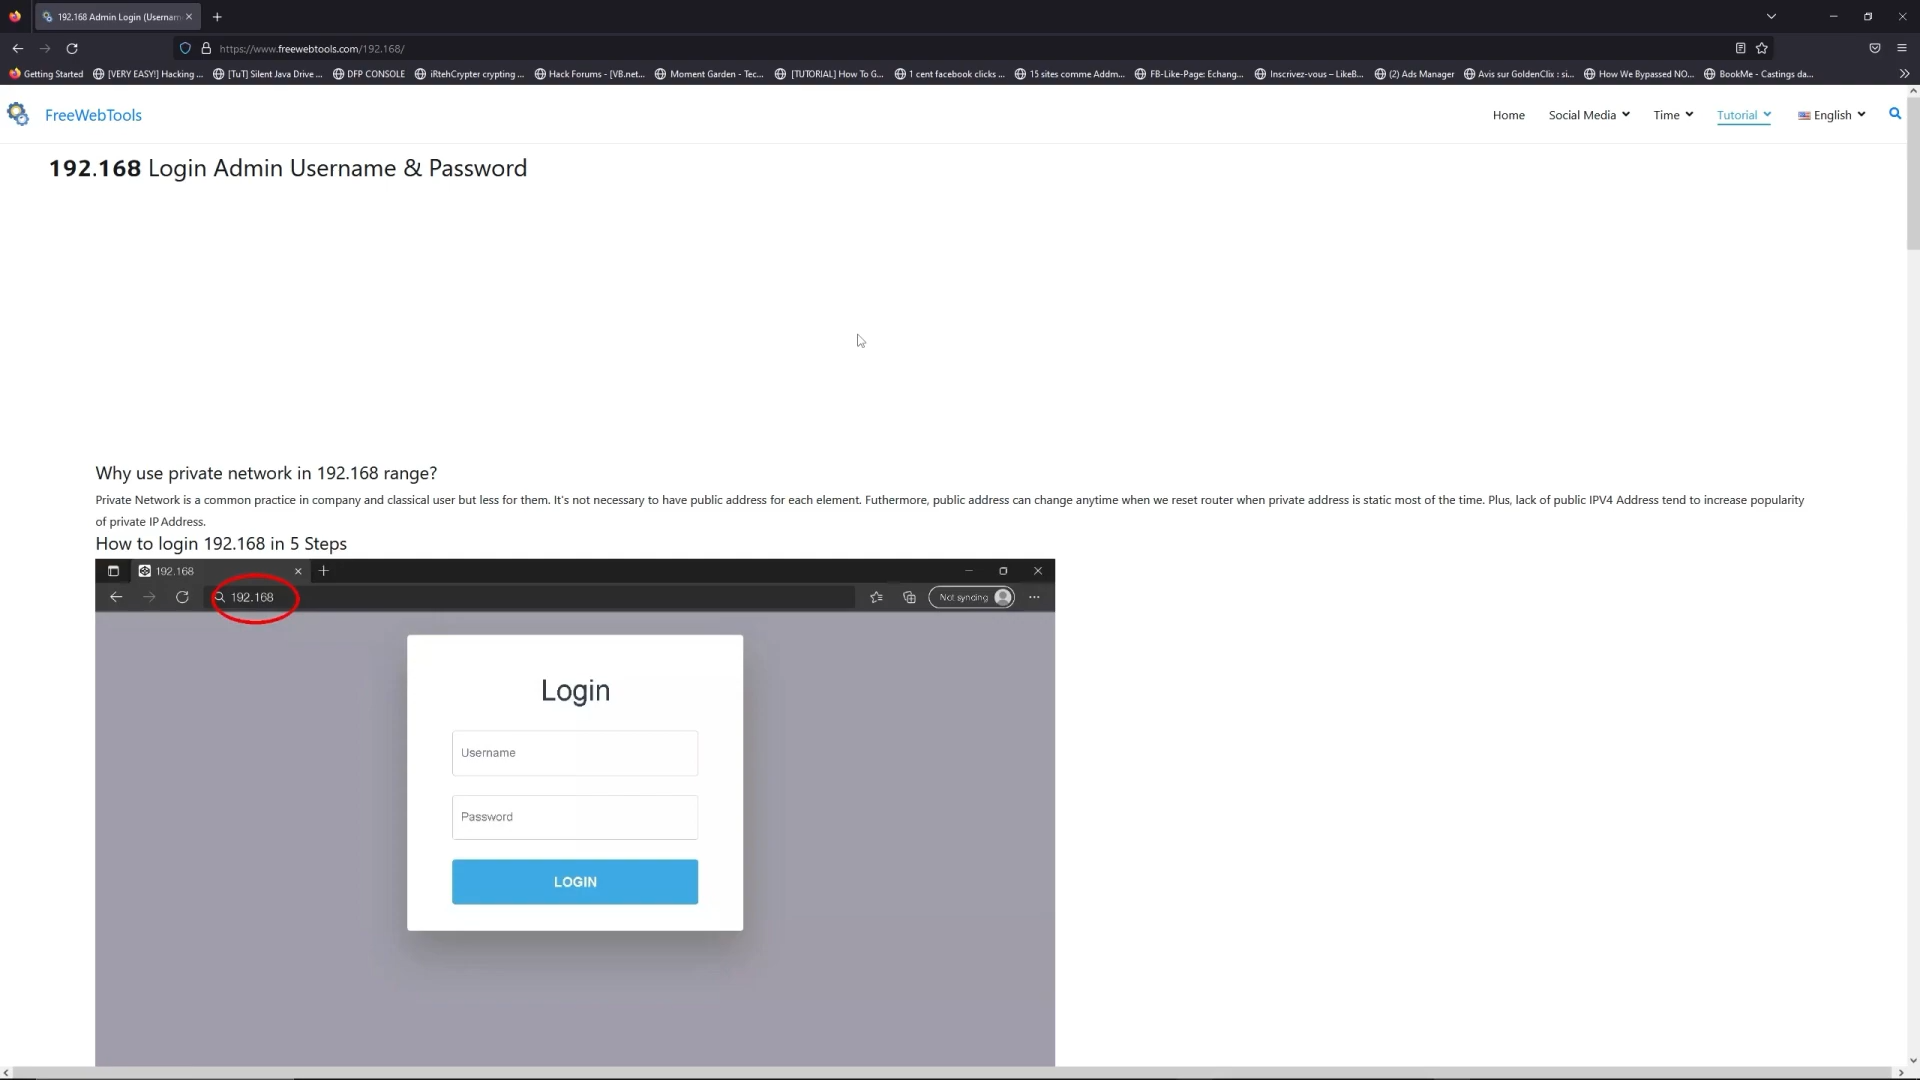 192.168 Admin Login (Usernam
https://www.freewebtools.com/192.168/
Getting Started
[VERY EASY!] Hacking ...
[TuT] Silent Java Drive ...
DFP CONSOLE
iRtehCrypter crypting ...
Hack Forums - [VB.net...
Moment Garden - Tec...
[TUTORIAL] How To G...
1 cent facebook clicks ...
15 sites comme Addm...
FB-Like-Page: Echang...
Inscrivez-vous – LikeB...
(2) Ads Manager
Avis sur GoldenClix : si...
How We Bypassed NO...
BookMe - Castings da...
FreeWebTools
Home
Social Media
Time
Tutorial
English
192.168 Login Admin Username & Password
Why use private network in 192.168 range?
Private Network is a common practice in company and classical user but less for them. It's not necessary to have public address for each element. Futhermore, public address can change anytime when we reset router when private address is static most of the time. Plus, lack of public IPV4 Address tend to increase popularity
of private IP Address.
How to login 192.168 in 5 Steps
192.168
192.168
Not syncing
Login
Username
Password
LOGIN